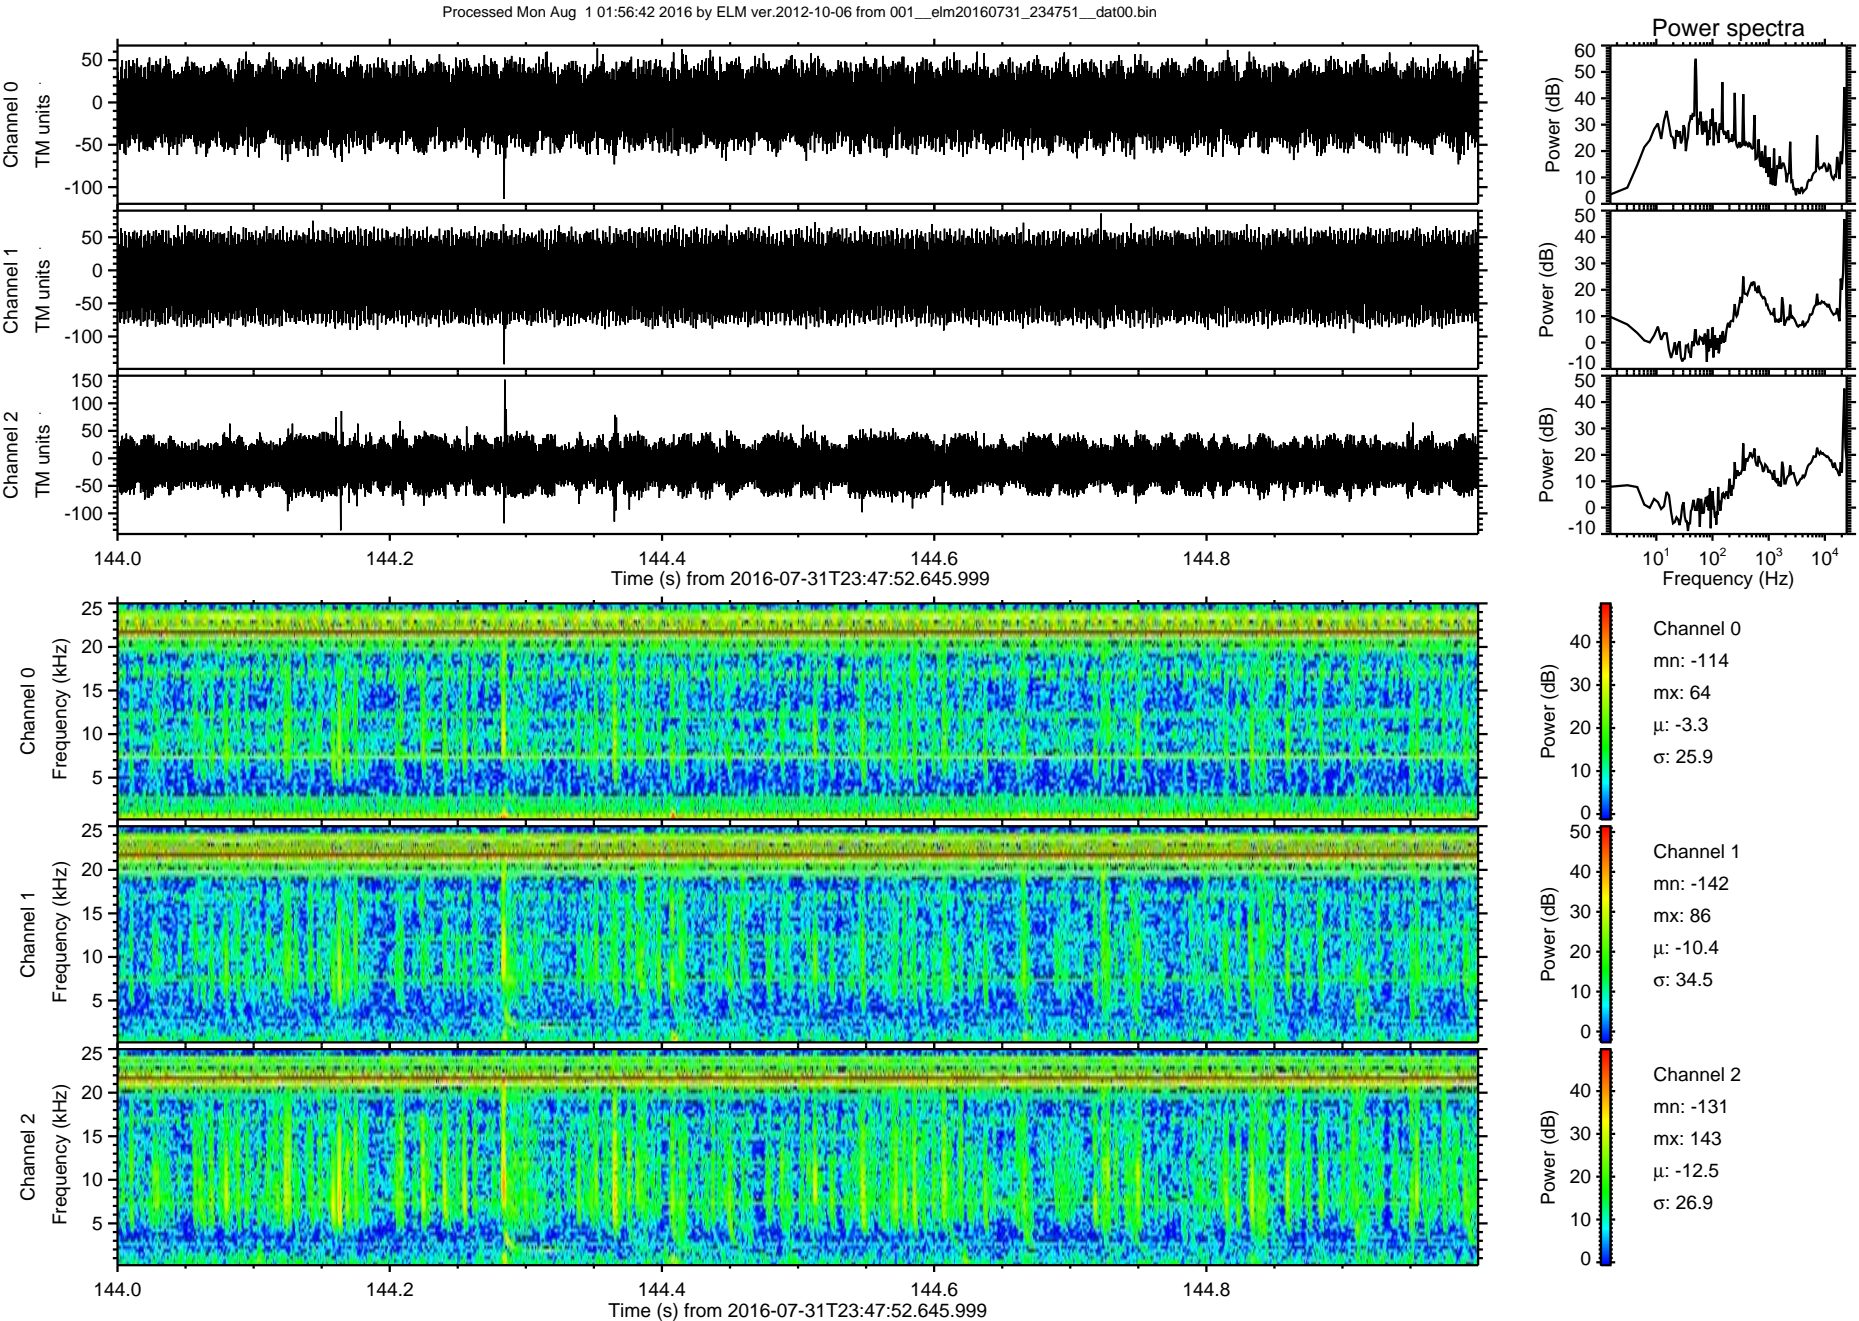 Processed Mon Aug  1 01:56:42 2016 by ELM ver.2012-10-06 from 001__elm20160731_234751__dat00.bin
Power spectra
Channel 0
TM units
50
0
-50
-100
Power (dB)
60
50
40
30
20
10
0
Channel 1
TM units
50
0
-50
-100
Power (dB)
50
40
30
20
10
0
-10
Channel 2
TM units
150
100
50
0
-50
-100
Power (dB)
50
40
30
20
10
0
-10
144.0 144.2 144.4 144.6 144.8
Time (s) from 2016-07-31T23:47:52.645.999
10^1 10^2 10^3 10^4
Frequency (Hz)
Channel 0
Frequency (kHz)
25
20
15
10
5
Power (dB)
40
30
20
10
0
Channel 0
mn: -114
mx: 64
μ: -3.3
σ: 25.9
Channel 1
Frequency (kHz)
25
20
15
10
5
Power (dB)
50
40
30
20
10
0
Channel 1
mn: -142
mx: 86
μ: -10.4
σ: 34.5
Channel 2
Frequency (kHz)
25
20
15
10
5
Power (dB)
40
30
20
10
0
Channel 2
mn: -131
mx: 143
μ: -12.5
σ: 26.9
144.0 144.2 144.4 144.6 144.8
Time (s) from 2016-07-31T23:47:52.645.999